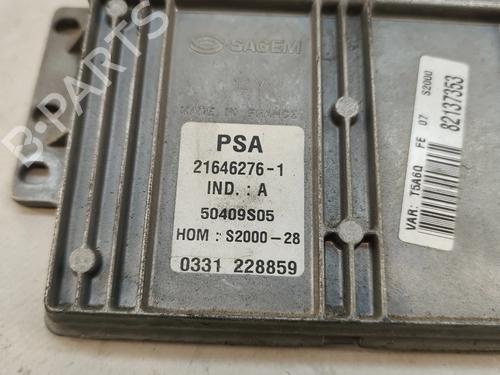 SAGEM
MADE IN FRANCE
PSA
21646276-1
IND. : A
50409S05
HOM : S2000-28
0331 228859
VAR: T5A6Q FE 07 S2000
82137353
B-PARTS